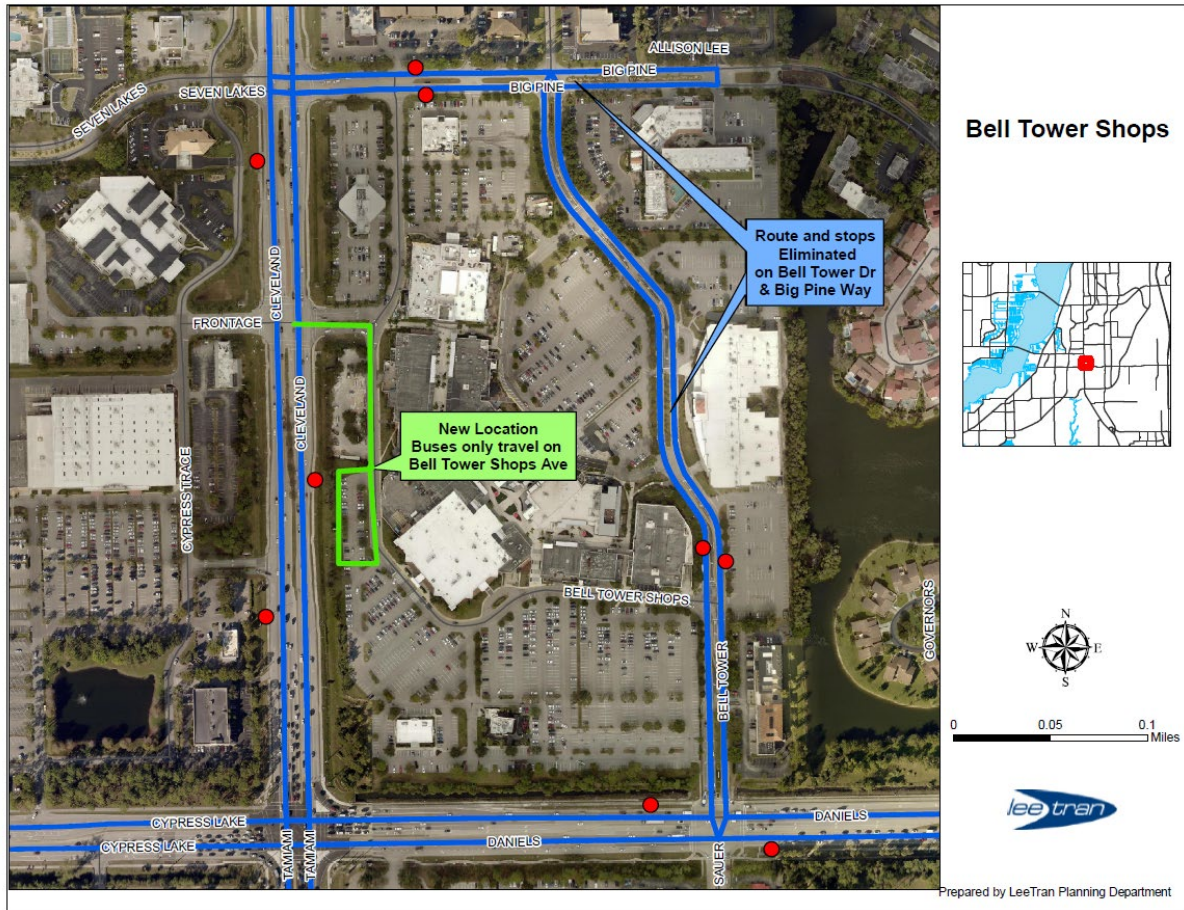 ALLISON LEE
BIG PINE
BIG PINE
SEVEN LAKES
SEVEN LAKES
Bell Tower Shops
Route and stops
Eliminated
on Bell Tower Dr
& Big Pine Way
CLEVELAND
FRONTAGE
CLEVELAND
New Location
Buses only travel on
Bell Tower Shops Ave
CYPRESS TRACE
BELL TOWER SHOPS
GOVERNORS
BELL TOWER
N
W
E
S
0
0.05
0.1
Miles
lee tran
CYPRESS LAKE
DANIELS
CYPRESS LAKE
DANIELS
TAMIAMI
TAMIAMI
SAUER
Prepared by LeeTran Planning Department